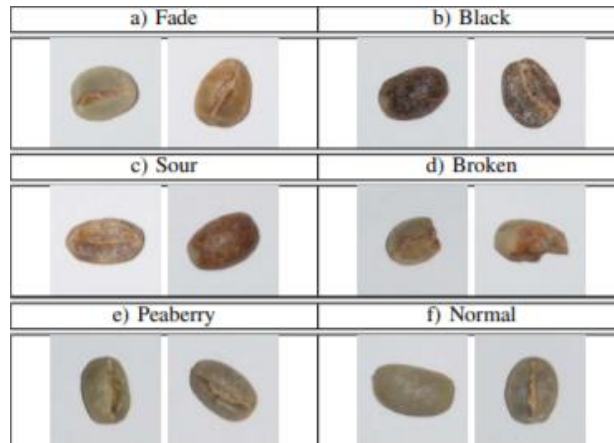 a) Fade
b) Black
c) Sour
d) Broken
e) Peaberry
f) Normal